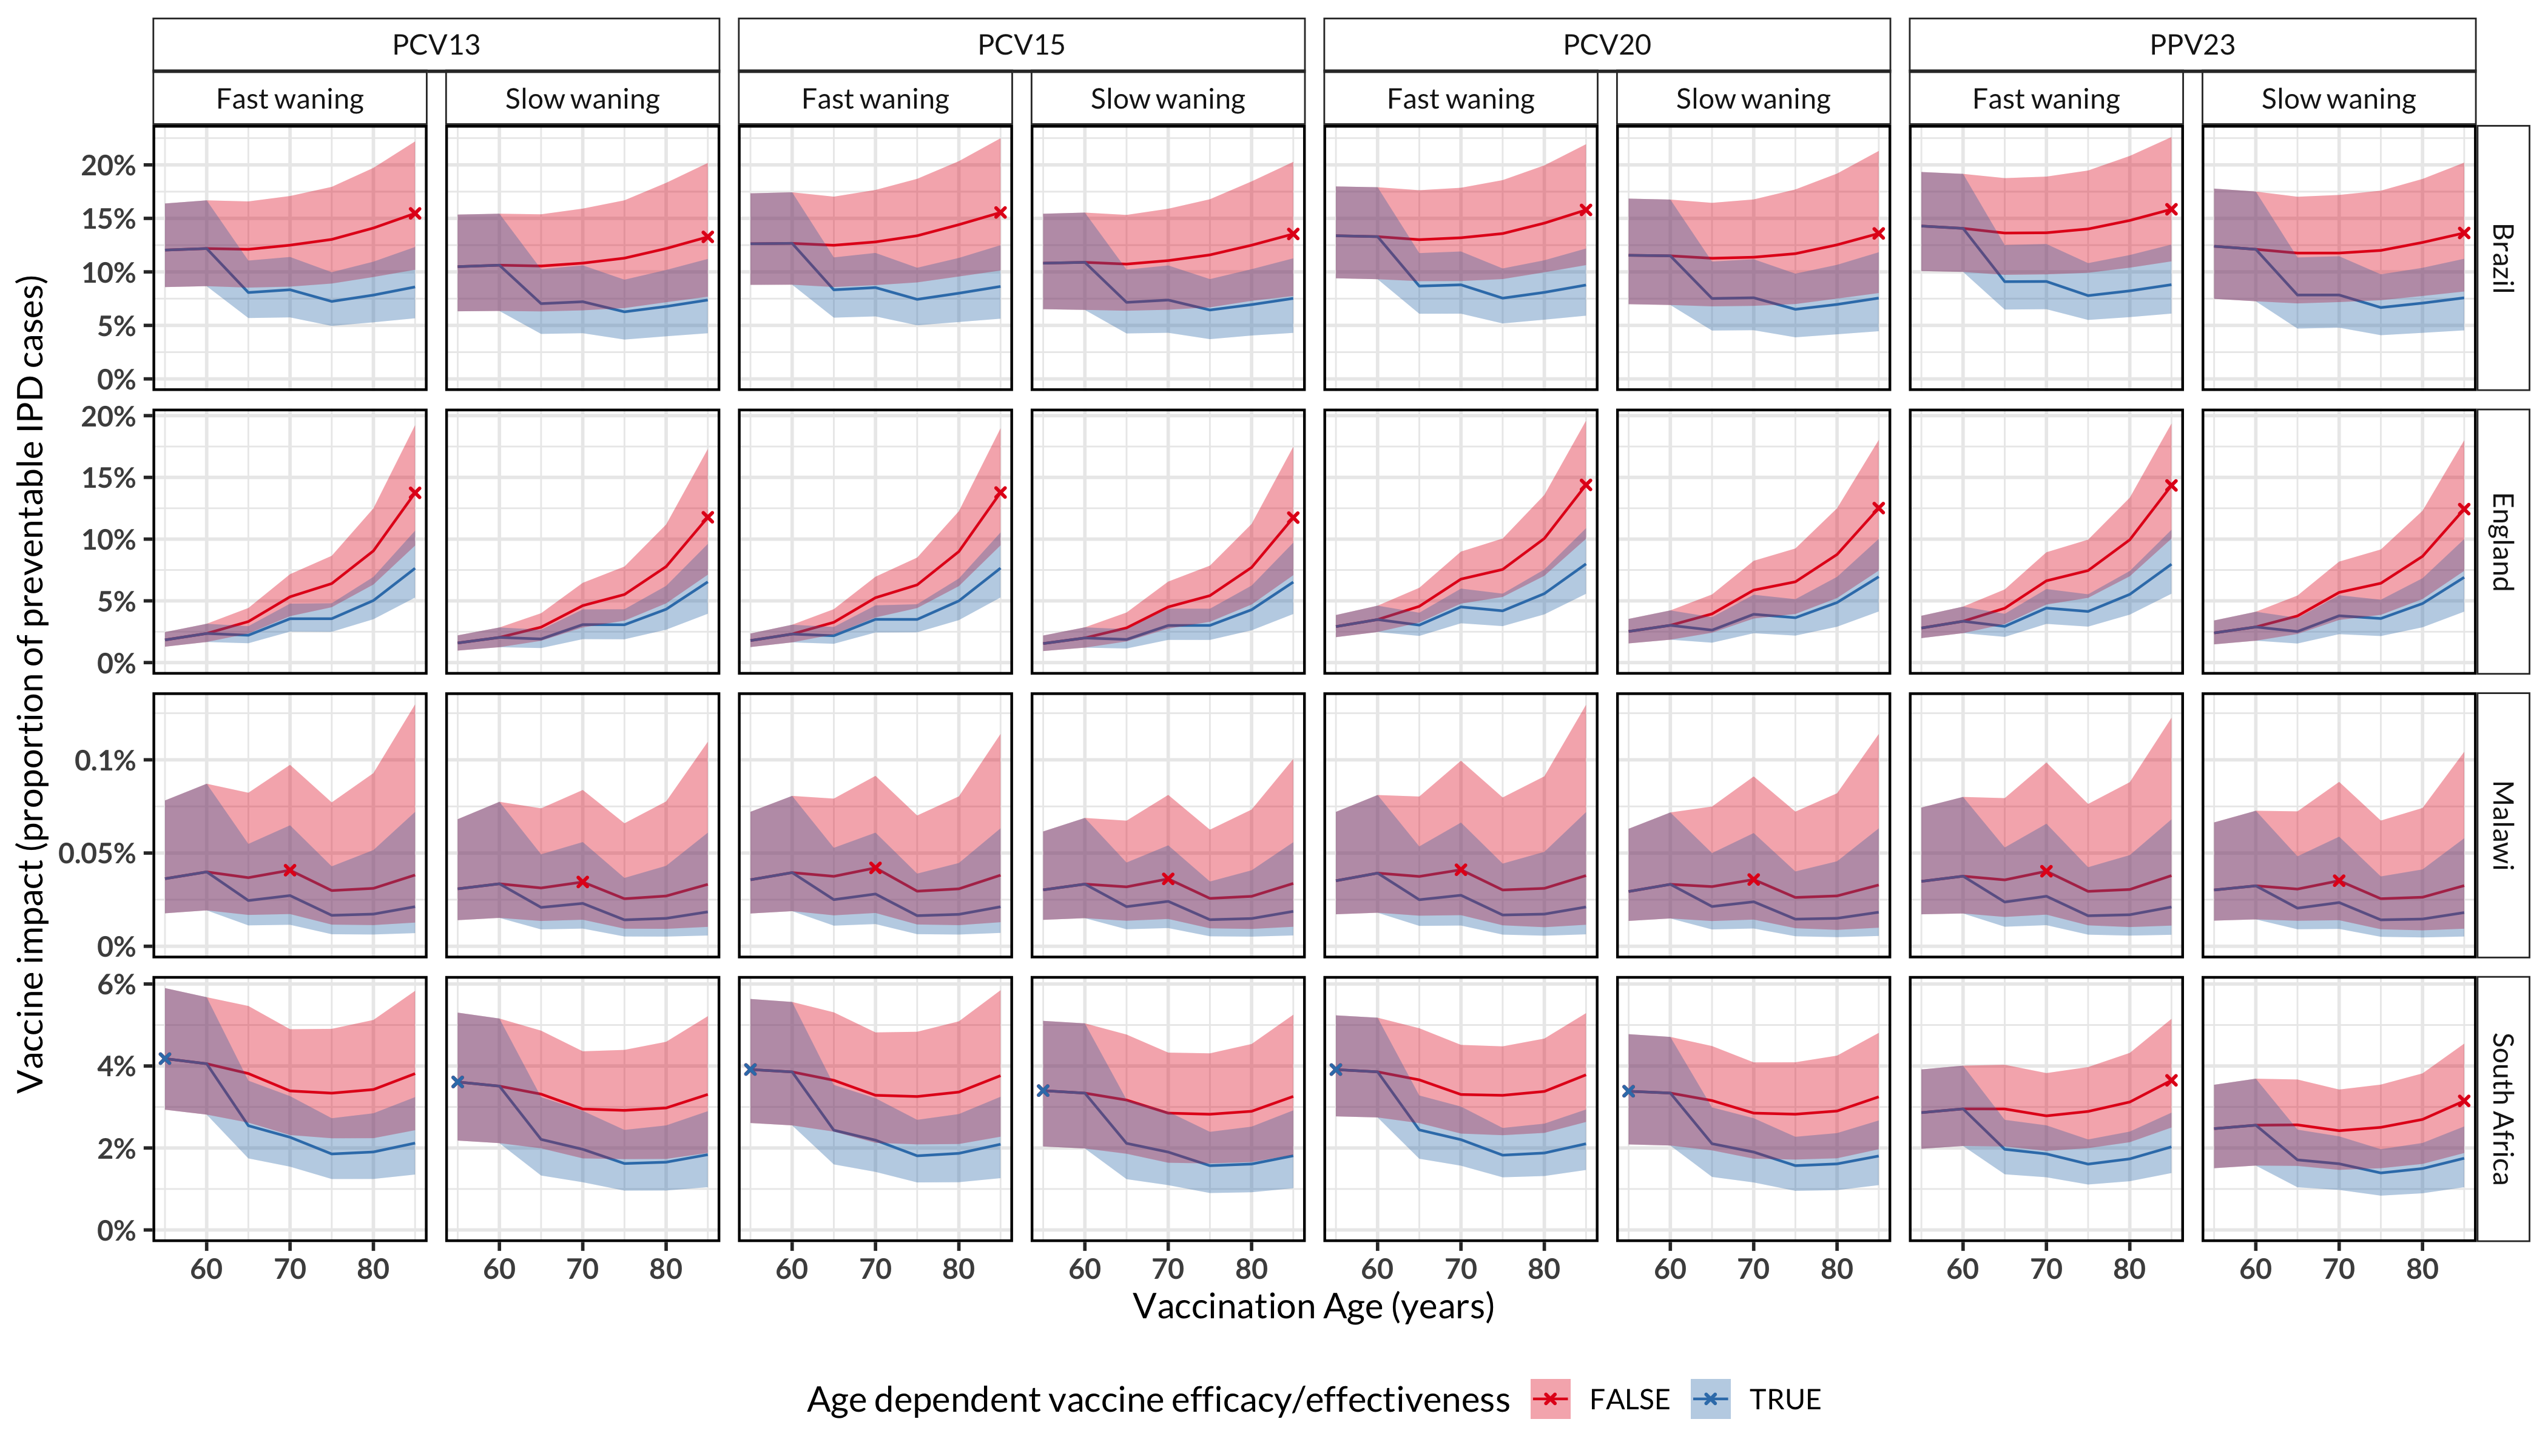 PCV13 PCV15 PCV20 PPV23
Fast waning Slow waning Fast waning Slow waning Fast waning Slow waning Fast waning Slow waning
Vaccine impact (proportion of preventable IPD cases)
20%
15%
10%
5%
0%
Brazil
20%
15%
10%
5%
0%
England
0.1%
0.05%
0%
Malawi
6%
4%
2%
0%
South Africa
60 70 80 60 70 80 60 70 80 60 70 80 60 70 80 60 70 80 60 70 80 60 70 80
Vaccination Age (years)
Age dependent vaccine efficacy/effectiveness FALSE TRUE